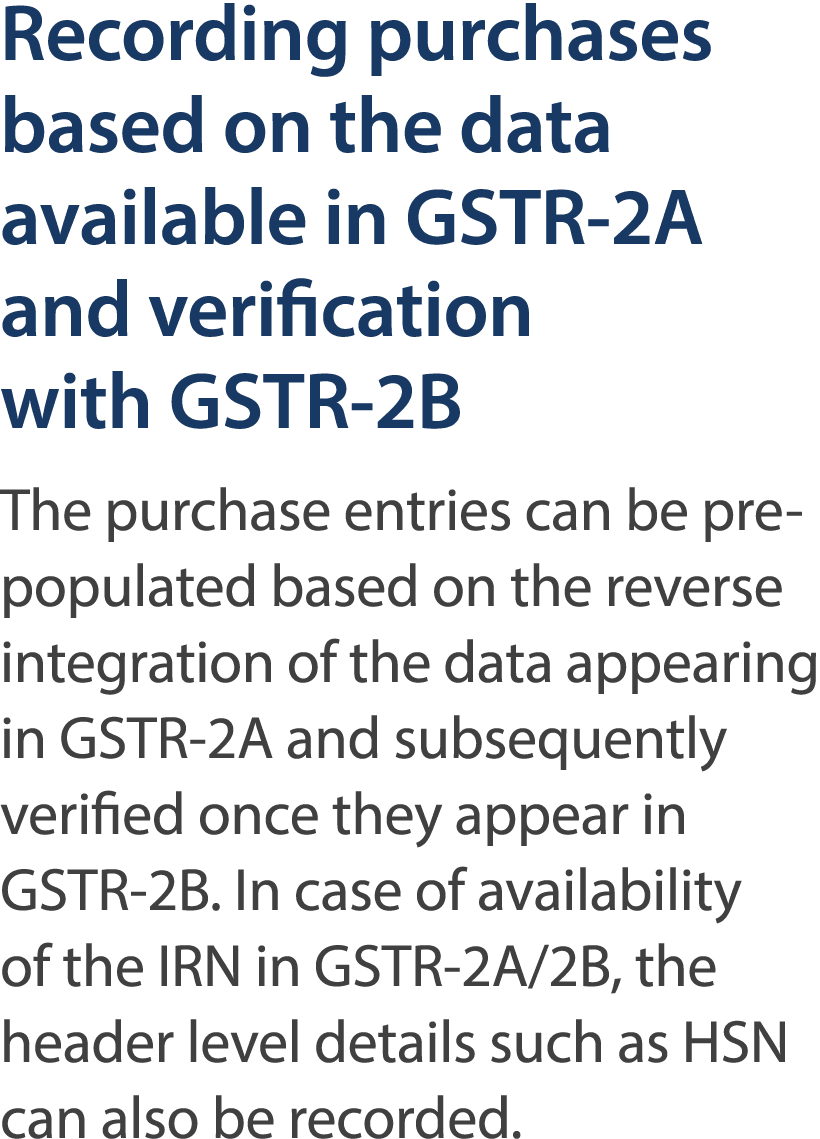 Recording purchases
based on the data
available in GSTR-2A
and verification
with GSTR-2B
The purchase entries can be pre-
populated based on the reverse
integration of the data appearing
in GSTR-2A and subsequently
verified once they appear in
GSTR-2B. In case of availability
of the IRN in GSTR-2A/2B, the
header level details such as HSN
can also be recorded.